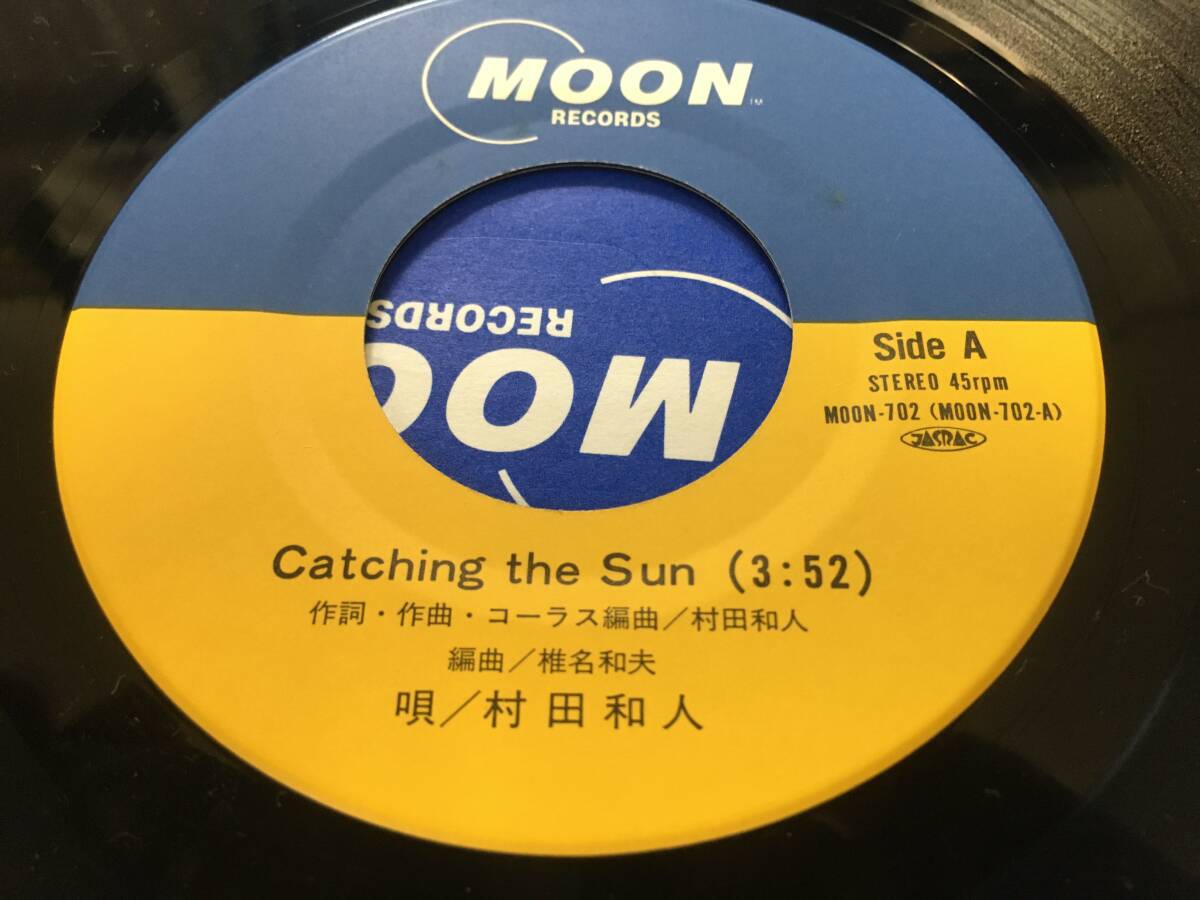 MOON
TM
RECORDS
RECORDS
MOO
Side A
STEREO 45rpm
MOON-702 (MOON-702-A)
JASRAC
Catching the Sun (3:52)
作詞・作曲・コーラス編曲／村田和人
編曲／椎名和夫
唄／村田和人